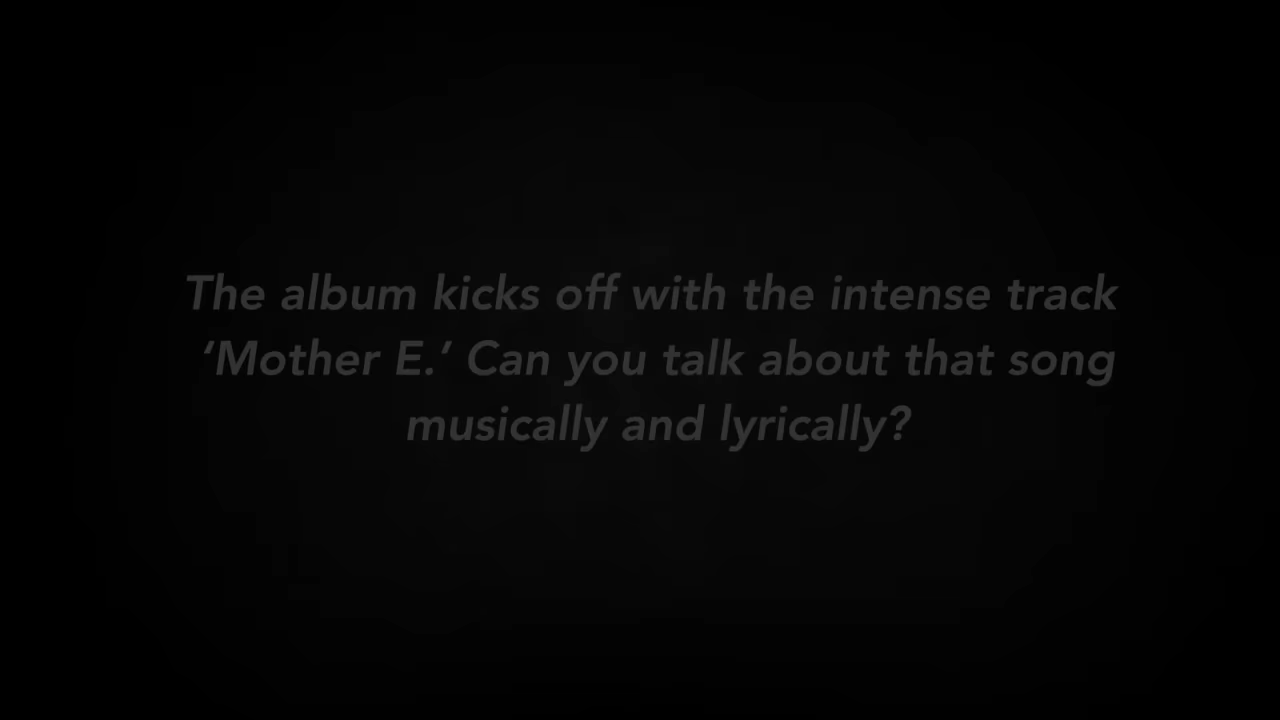 The album kicks off with the intense track
‘Mother E.’ Can you talk about that song
musically and lyrically?